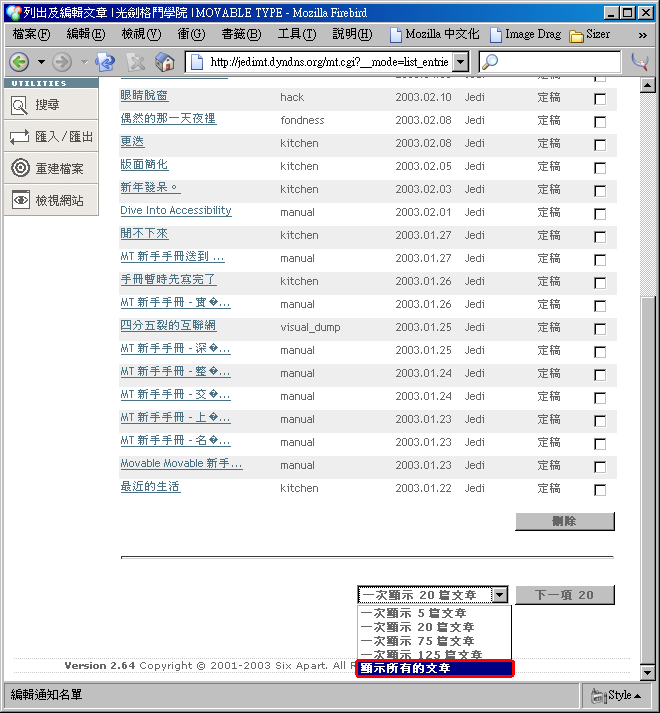 列出及編輯文章 | 光劍格鬥學院 | MOVABLE TYPE - Mozilla Firebird
檔案(F) 編輯(E) 檢視(V) 衝(G) 書籤(B) 工具(T) 說明(H) Mozilla 中文化 Image Drag Sizer »
http://jedimt.dyndns.org/mt.cgi?__mode=list_entrie
UTILITIES
搜尋
匯入/匯出
重建檔案
檢視網站
眼睛脫窗 hack 2003.02.10 Jedi 定稿
偶然的那一天夜裡 fondness 2003.02.08 Jedi 定稿
更迭 kitchen 2003.02.06 Jedi 定稿
版面簡化 kitchen 2003.02.05 Jedi 定稿
新年發呆。 kitchen 2003.02.03 Jedi 定稿
Dive Into Accessibility manual 2003.02.01 Jedi 定稿
閒不下來 kitchen 2003.01.27 Jedi 定稿
MT 新手手冊送到 ... manual 2003.01.27 Jedi 定稿
手冊暫時先寫完了 kitchen 2003.01.26 Jedi 定稿
MT 新手手冊 - 實�... manual 2003.01.26 Jedi 定稿
四分五裂的互聯網 visual_dump 2003.01.25 Jedi 定稿
MT 新手手冊 - 深�... manual 2003.01.25 Jedi 定稿
MT 新手手冊 - 整�... manual 2003.01.24 Jedi 定稿
MT 新手手冊 - 交�... manual 2003.01.24 Jedi 定稿
MT 新手手冊 - 上�... manual 2003.01.23 Jedi 定稿
MT 新手手冊 - 名�... manual 2003.01.23 Jedi 定稿
Movable Movable 新手... manual 2003.01.23 Jedi 定稿
最近的生活 kitchen 2003.01.22 Jedi 定稿
刪除
一次顯示 20 篇文章 下一項 20
一次顯示 5 篇文章
一次顯示 20 篇文章
一次顯示 75 篇文章
一次顯示 125 篇文章
顯示所有的文章
Version 2.64 Copyright © 2001-2003 Six Apart. All R
編輯通知名單 Style